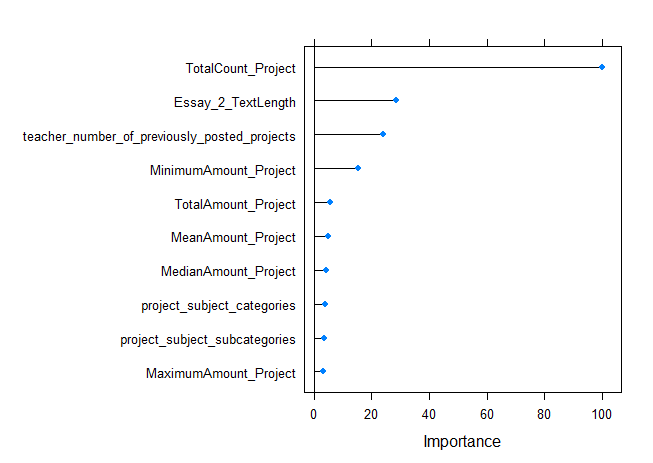 TotalCount_Project
Essay_2_TextLength
teacher_number_of_previously_posted_projects
MinimumAmount_Project
TotalAmount_Project
MeanAmount_Project
MedianAmount_Project
project_subject_categories
project_subject_subcategories
MaximumAmount_Project
0 20 40 60 80 100
Importance